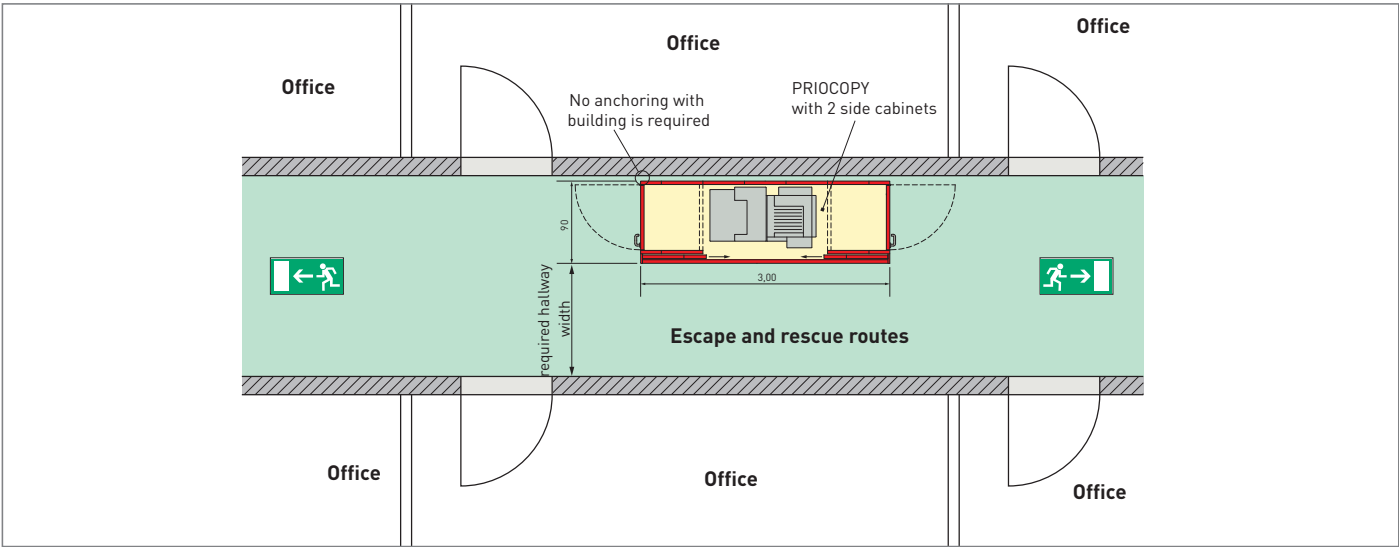 Office
Office
Office
No anchoring with
building is required
PRIOCOPY
with 2 side cabinets
90
3,00
required hallway
width
Escape and rescue routes
Office
Office
Office